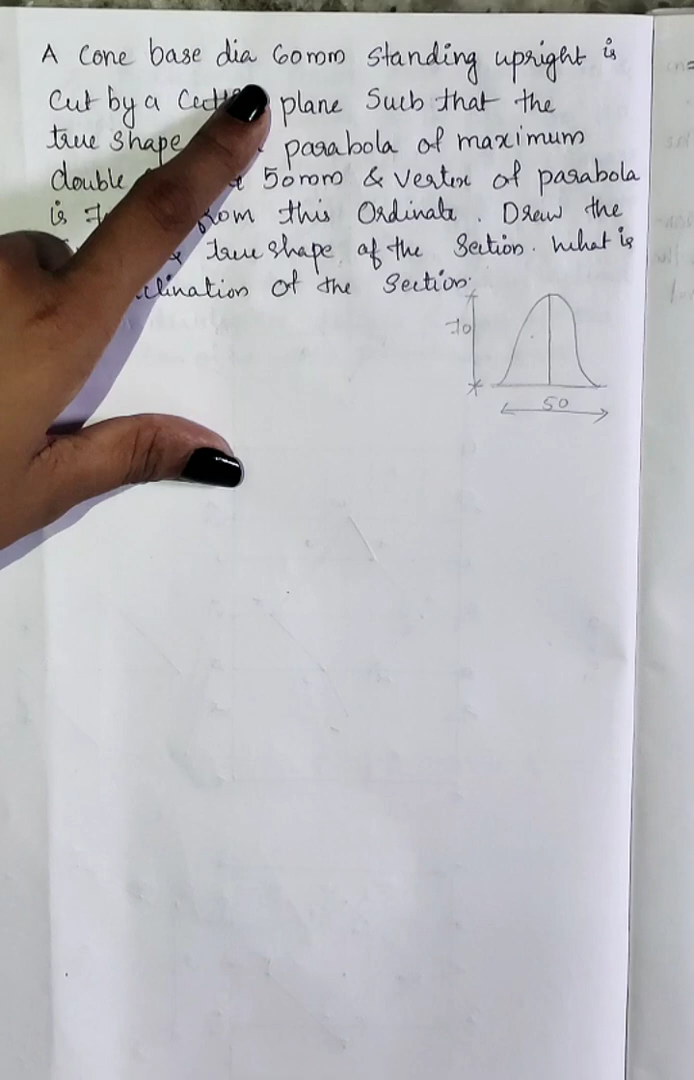 A Cone base dia 60mm standing upright is
Cut by a plane Such that the
true shape parabola of maximum
double 50mm & vertex of parabola
is from this Ordinate. Draw the
& true shape of the Section. What is
of the Section.
70
50